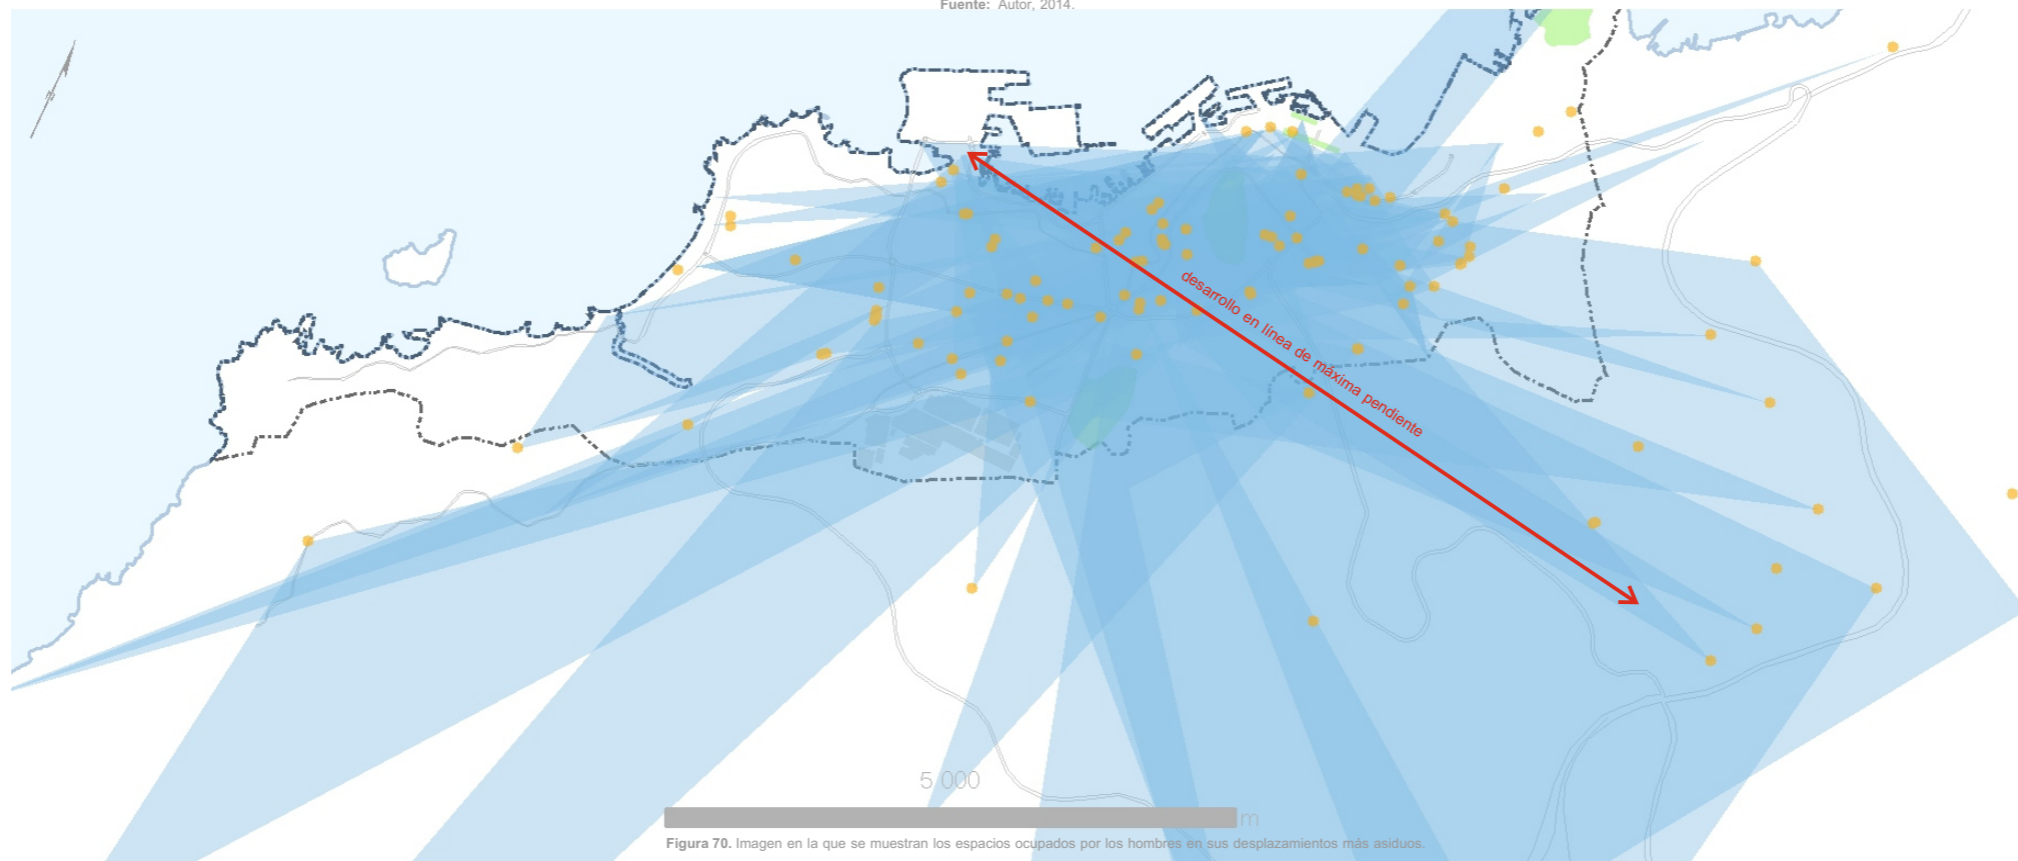 Fuente: Autor, 2014.
N
desarrollo en línea de máxima pendiente
5 000
m
Figura 70. Imagen en la que se muestran los espacios ocupados por los hombres en sus desplazamientos más asiduos.